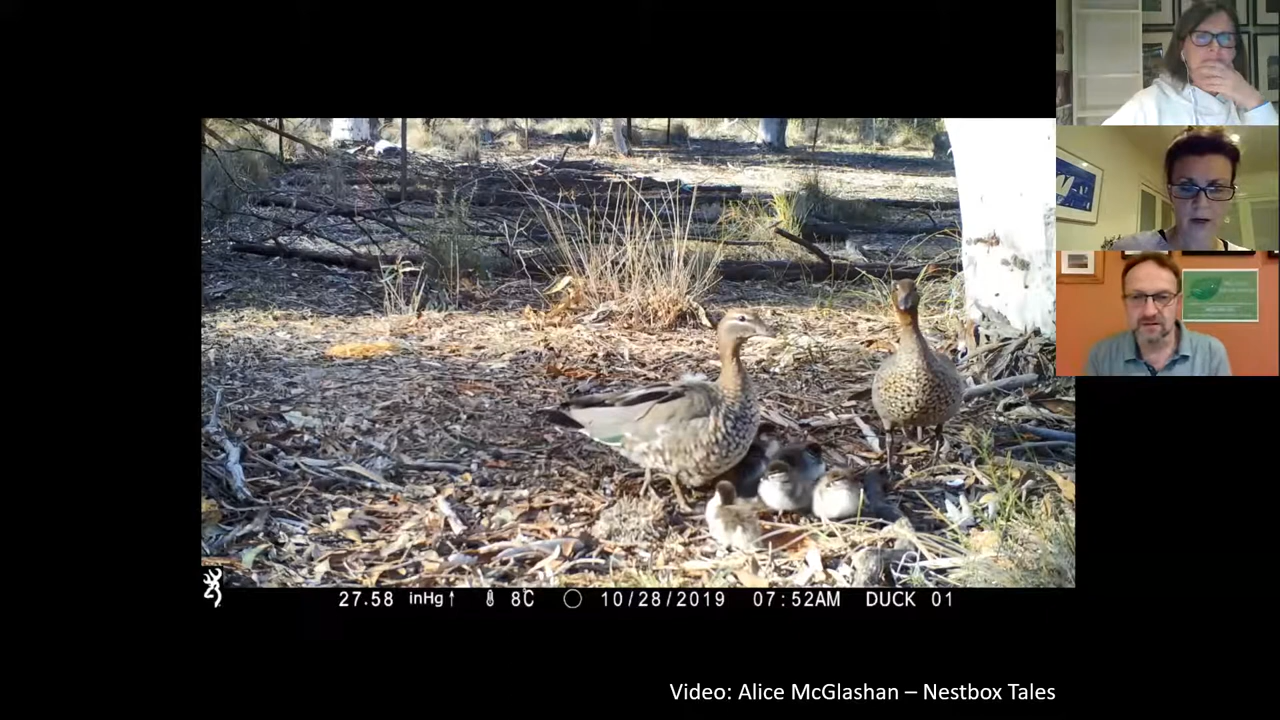 27.58 inHg↑ 8C 10/28/2019 07:52AM DUCK 01
Video: Alice McGlashan – Nestbox Tales